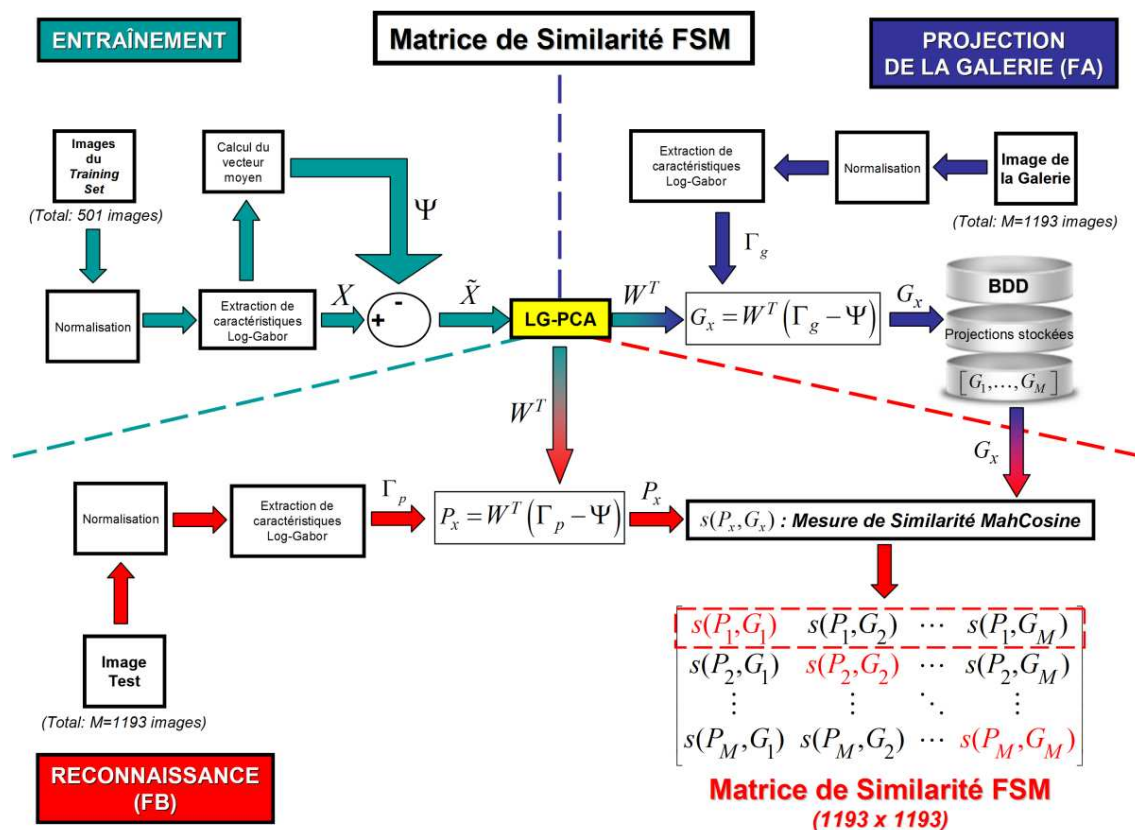 ENTRAÎNEMENT
Matrice de Similarité FSM
PROJECTION
DE LA GALERIE (FA)
Images
du
Training
Set
(Total: 501 images)
Calcul du
vecteur
moyen
Ψ
Normalisation
Extraction de
caractéristiques
Log-Gabor
X
-
+
X̃
LG-PCA
W^T
Extraction de
caractéristiques
Log-Gabor
Normalisation
Image de
la Galerie
(Total: M=1193 images)
Γ_g
G_x = W^T (Γ_g – Ψ)
G_x
BDD
Projections stockées
[G_1,…,G_M]
G_x
W^T
Normalisation
Extraction de
caractéristiques
Log-Gabor
Γ_p
P_x = W^T (Γ_p – Ψ)
P_x
s(P_x,G_x) : Mesure de Similarité MahCosine
Image
Test
(Total: M=1193 images)
RECONNAISSANCE
(FB)
s(P_1,G_1) s(P_1,G_2) ⋯ s(P_1,G_M)
s(P_2,G_1) s(P_2,G_2) ⋯ s(P_2,G_M)
⋮ ⋮ ⋱ ⋮
s(P_M,G_1) s(P_M,G_2) ⋯ s(P_M,G_M)
Matrice de Similarité FSM
(1193 x 1193)